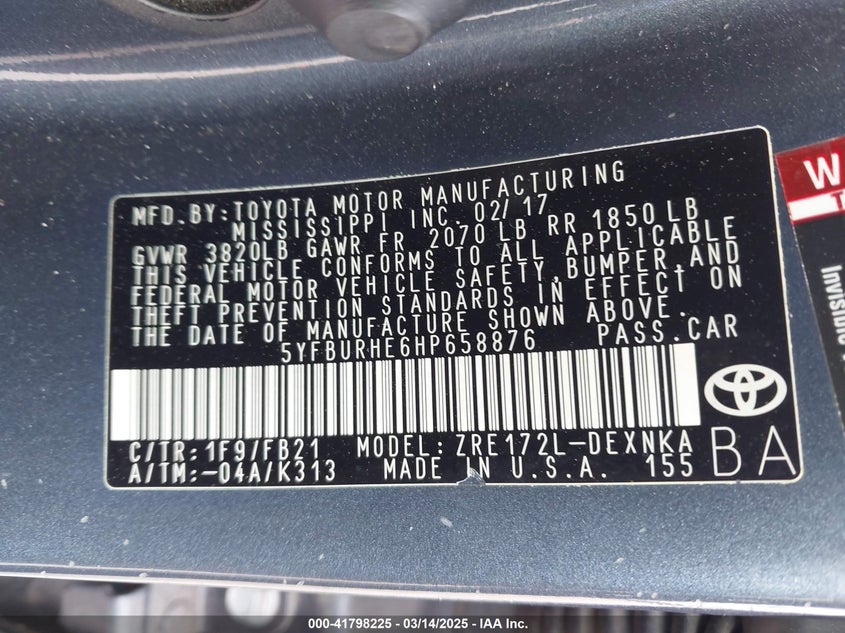 MFD. BY: TOYOTA MOTOR MANUFACTURING
MISSISSIPPI INC. 02/17
GVWR 3820LB GAWR FR 2070 LB RR 1850 LB
THIS VEHICLE CONFORMS TO ALL APPLICABLE
FEDERAL MOTOR VEHICLE SAFETY, BUMPER, AND
THEFT PREVENTION STANDARDS IN EFFECT ON
THE DATE OF MANUFACTURE SHOWN ABOVE.
5YFBURHE6HP658876 PASS. CAR
C/TR: 1F9/FB21 MODEL: ZRE172L-DEXNKA
A/TM: -04A/K313 MADE IN U.S.A. 155
BA
000-41798225 - 03/14/2025 - IAA Inc.